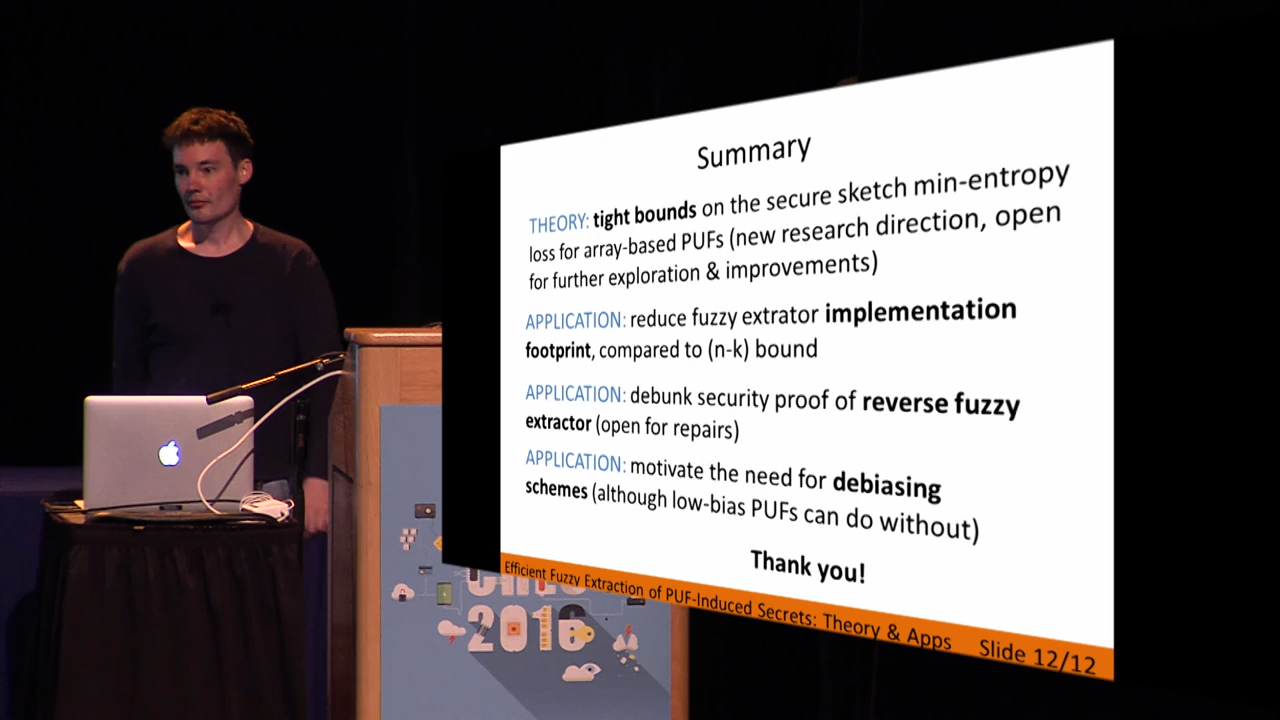 Summary
THEORY: tight bounds on the secure sketch min-entropy
loss for array-based PUFs (new research direction, open
for further exploration & improvements)
APPLICATION: reduce fuzzy extrator implementation
footprint, compared to (n-k) bound
APPLICATION: debunk security proof of reverse fuzzy
extractor (open for repairs)
APPLICATION: motivate the need for debiasing
schemes (although low-bias PUFs can do without)
Thank you!
Efficient Fuzzy Extraction of PUF-Induced Secrets: Theory & Apps Slide 12/12
2016